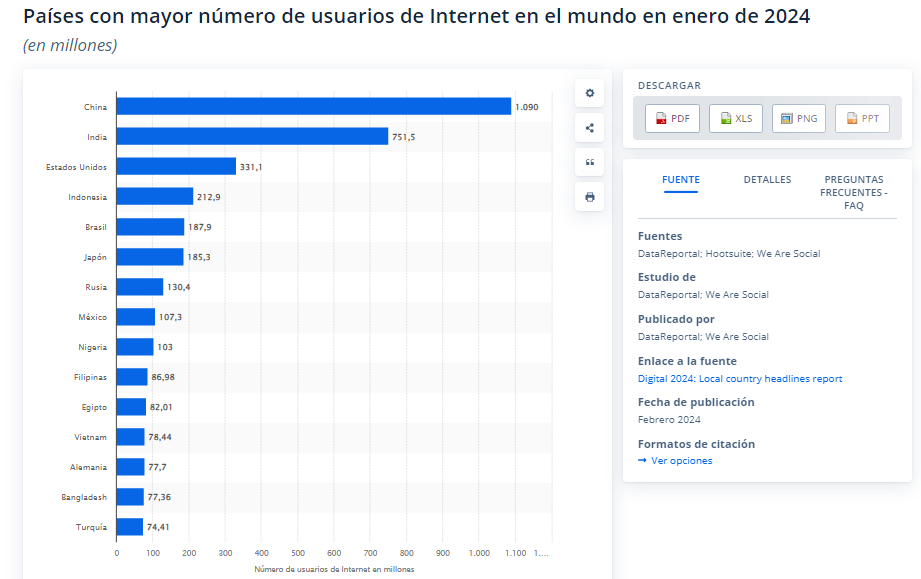 Países con mayor número de usuarios de Internet en el mundo en enero de 2024
(en millones)
China 1.090
India 751,5
Estados Unidos 331,1
Indonesia 212,9
Brasil 187,9
Japón 185,3
Rusia 130,4
México 107,3
Nigeria 103
Filipinas 86,98
Egipto 82,01
Vietnam 78,44
Alemania 77,7
Bangladesh 77,36
Turquía 74,41
0 100 200 300 400 500 600 700 800 900 1.000 1.100 1....
Número de usuarios de Internet en millones
DESCARGAR
PDF XLS PNG PPT
FUENTE DETALLES PREGUNTAS
FRECUENTES -
FAQ
Fuentes
DataReportal; Hootsuite; We Are Social
Estudio de
DataReportal; We Are Social
Publicado por
DataReportal; We Are Social
Enlace a la fuente
Digital 2024: Local country headlines report
Fecha de publicación
Febrero 2024
Formatos de citación
→ Ver opciones